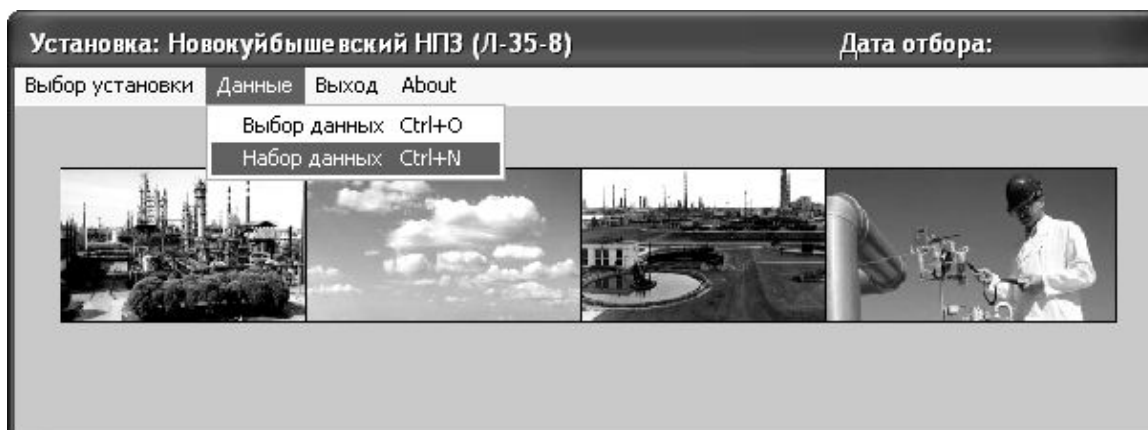 Установка: Новокуйбышевский НПЗ (Л-35-8) Дата отбора:
Выбор установки Данные Выход About
Выбор данных Ctrl+O
Набор данных Ctrl+N